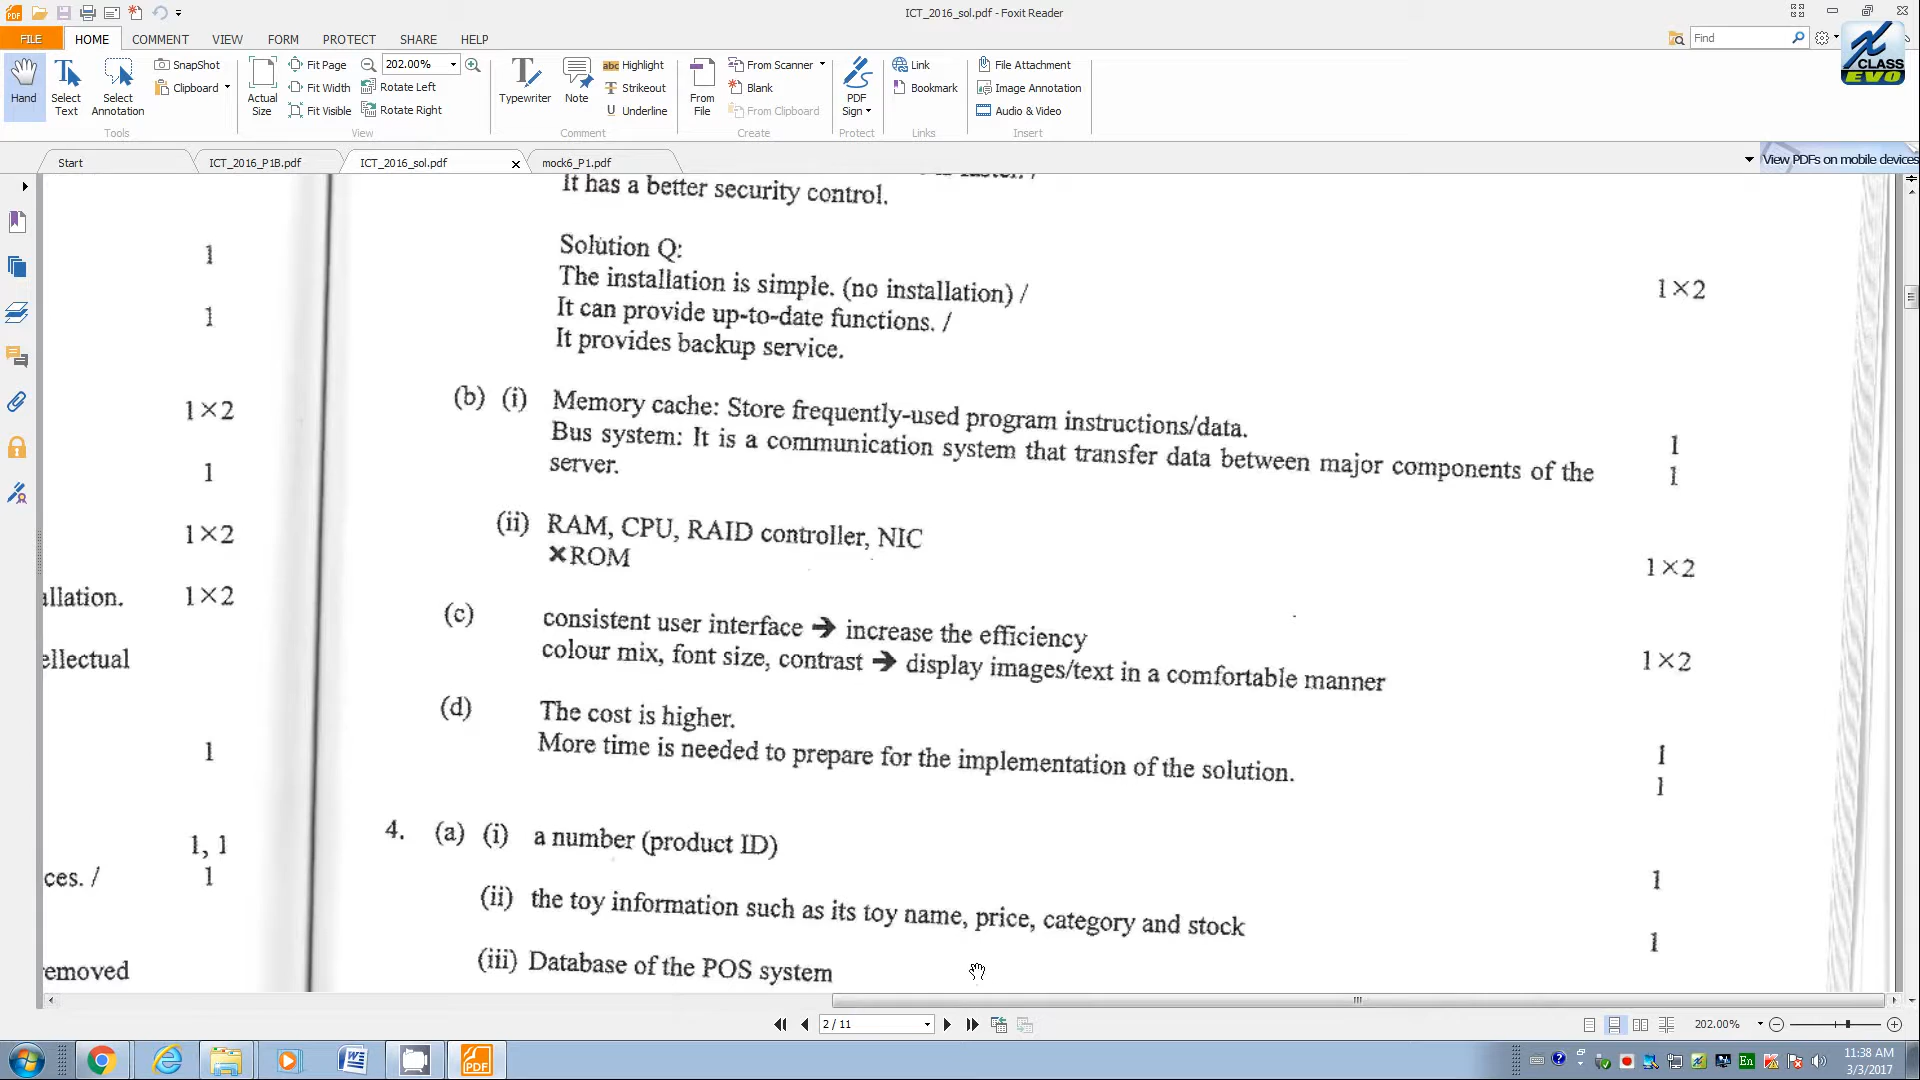 ICT_2016_sol.pdf - Foxit Reader
FILE HOME COMMENT VIEW FORM PROTECT SHARE HELP
Find
CLASS
EVO
Hand
Select Text
Select Annotation
SnapShot
Clipboard
Tools
Actual Size
Fit Page
Fit Width
Fit Visible
202.00%
Rotate Left
Rotate Right
View
Typewriter
Note
Highlight
Strikeout
Underline
Comment
From File
From Scanner
Blank
From Clipboard
Create
PDF Sign
Protect
Link
Bookmark
Links
File Attachment
Image Annotation
Audio & Video
Insert
Start ICT_2016_P1B.pdf ICT_2016_sol.pdf mock6_P1.pdf
View PDFs on mobile devices
1
1
1×2
1
1×2
allation. 1×2
ellectual
1
1, 1
ces. / 1
removed
It has a better security control.
Solution Q:
The installation is simple. (no installation) / 1×2
It can provide up-to-date functions. /
It provides backup service.
(b) (i) Memory cache: Store frequently-used program instructions/data. 1
Bus system: It is a communication system that transfer data between major components of the 1
server.
(ii) RAM, CPU, RAID controller, NIC 1×2
✖ROM
(c) consistent user interface ➔ increase the efficiency 1×2
colour mix, font size, contrast ➔ display images/text in a comfortable manner
(d) The cost is higher. 1
More time is needed to prepare for the implementation of the solution. 1
4. (a) (i) a number (product ID) 1
(ii) the toy information such as its toy name, price, category and stock 1
(iii) Database of the POS system
2 / 11
202.00%
11:38 AM
3/3/2017